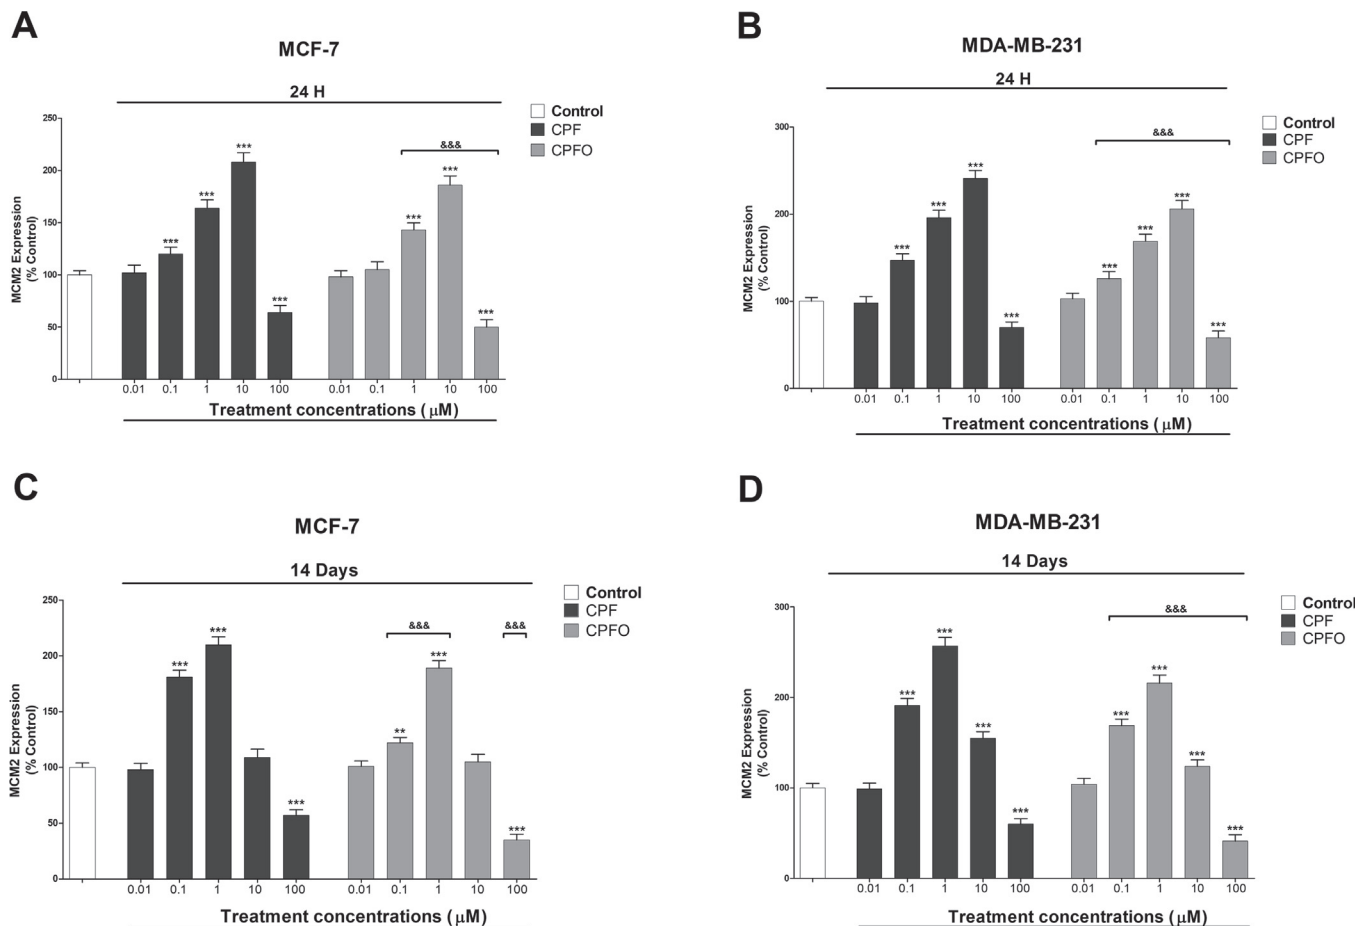 A
MCF-7
24 H
Control
CPF
CPFO
MCM2 Expression
(% Control)
250
200
150
100
50
0
***
***
***
***
&&&
***
***
***
0.01 0.1 1 10 100 0.01 0.1 1 10 100
Treatment concentrations (µM)
B
MDA-MB-231
24 H
Control
CPF
CPFO
MCM2 Expression
(% Control)
300
200
100
0
***
***
***
***
&&&
***
***
***
***
0.01 0.1 1 10 100 0.01 0.1 1 10 100
Treatment concentrations ( µM)
C
MCF-7
14 Days
Control
CPF
CPFO
MCM2 Expression
(% Control)
250
200
150
100
50
0
***
***
***
&&&
&&&
**
***
***
0.01 0.1 1 10 100 0.01 0.1 1 10 100
Treatment concentrations (µM)
D
MDA-MB-231
14 Days
Control
CPF
CPFO
MCM2 Expression
(% Control)
300
200
100
0
***
***
***
***
&&&
***
***
***
***
0.01 0.1 1 10 100 0.01 0.1 1 10 100
Treatment concentrations (µM)